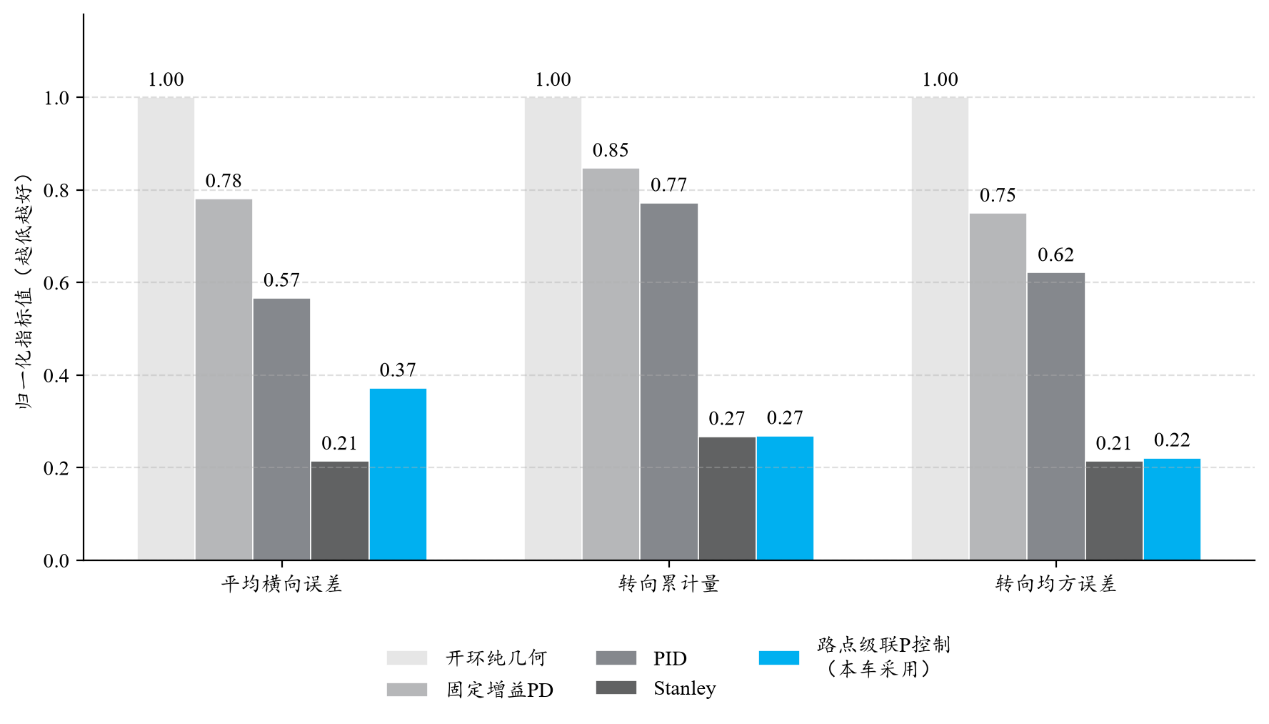 归一化指标值（越低越好）
1.0
0.8
0.6
0.4
0.2
0.0
1.00
0.78
0.57
0.21
0.37
1.00
0.85
0.77
0.27
0.27
1.00
0.75
0.62
0.21
0.22
平均横向误差
转向累计量
转向均方误差
开环纯几何
固定增益PD
PID
Stanley
路点级联P控制
（本车采用）